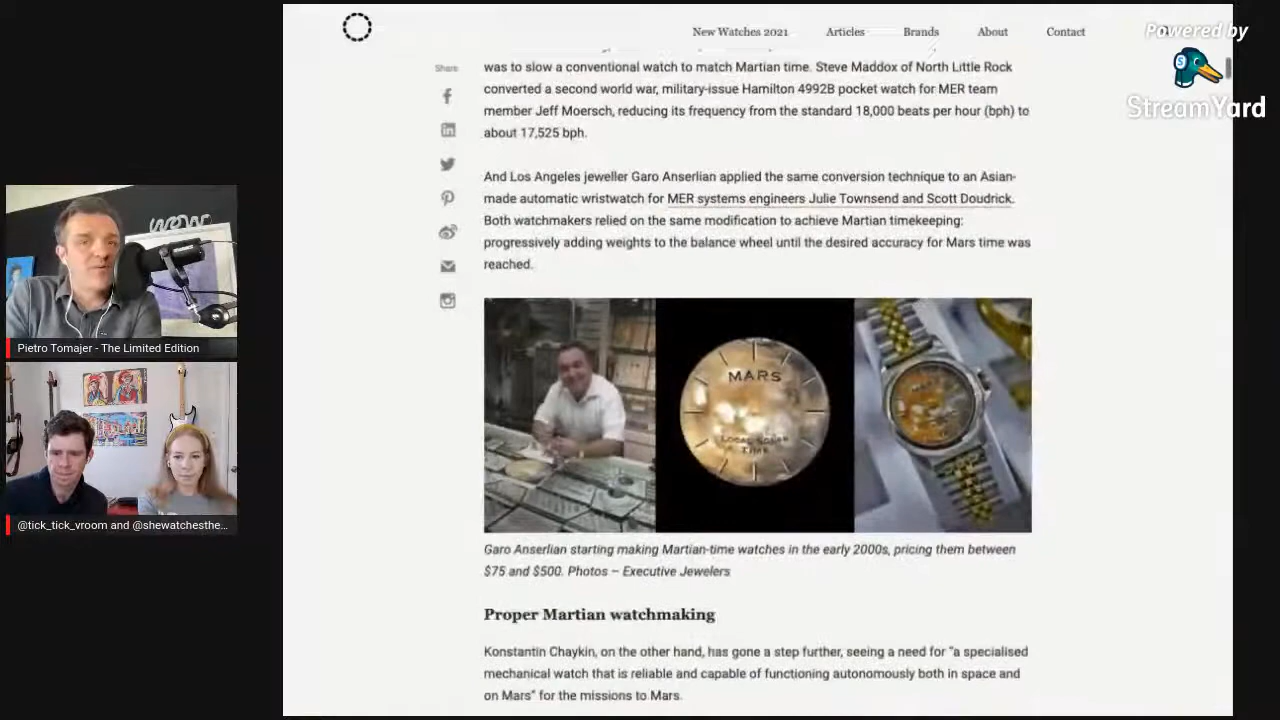 New Watches 2021 Articles Brands About Contact
Powered by
StreamYard
Share
was to slow a conventional watch to match Martian time. Steve Maddox of North Little Rock
converted a second world war, military-issue Hamilton 4992B pocket watch for MER team
member Jeff Moersch, reducing its frequency from the standard 18,000 beats per hour (bph) to
about 17,525 bph.
And Los Angeles jeweller Garo Anserlian applied the same conversion technique to an Asian-
made automatic wristwatch for MER systems engineers Julie Townsend and Scott Doudrick.
Both watchmakers relied on the same modification to achieve Martian timekeeping:
progressively adding weights to the balance wheel until the desired accuracy for Mars time was
reached.
WOW
Pietro Tomajer - The Limited Edition
@tick_tick_vroom and @shewatchesthe...
MARS
LOCAL SOLAR
TIME
Garo Anserlian starting making Martian-time watches in the early 2000s, pricing them between
$75 and $500. Photos – Executive Jewelers
Proper Martian watchmaking
Konstantin Chaykin, on the other hand, has gone a step further, seeing a need for “a specialised
mechanical watch that is reliable and capable of functioning autonomously both in space and
on Mars” for the missions to Mars.